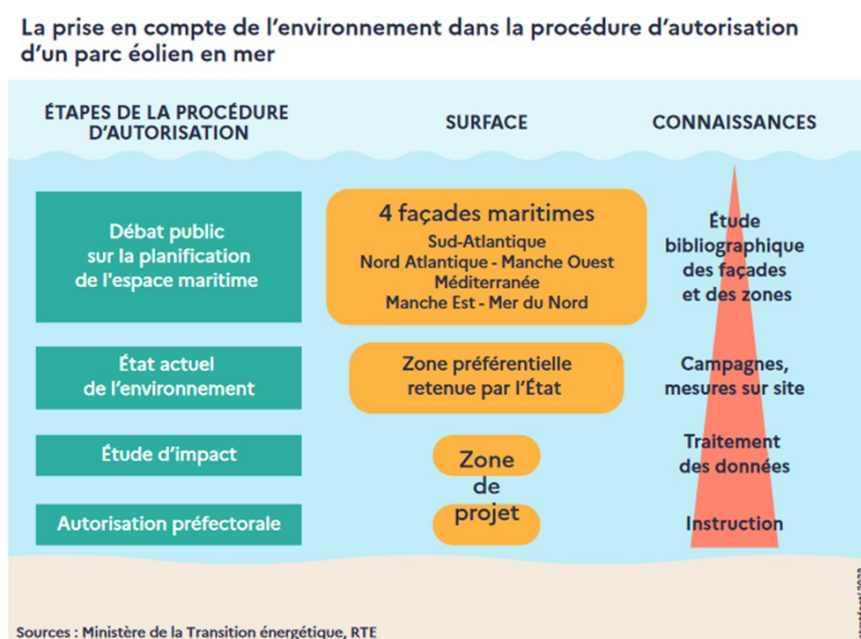 La prise en compte de l'environnement dans la procédure d'autorisation
d'un parc éolien en mer
ÉTAPES DE LA PROCÉDURE
D'AUTORISATION
SURFACE
CONNAISSANCES
Débat public
sur la planification
de l'espace maritime
4 façades maritimes
Sud-Atlantique
Nord Atlantique - Manche Ouest
Méditerranée
Manche Est - Mer du Nord
Étude
bibliographique
des façades
et des zones
État actuel
de l'environnement
Zone préférentielle
retenue par l'État
Campagnes,
mesures sur site
Étude d'impact
Zone
de
projet
Traitement
des données
Autorisation préfectorale
Instruction
Sources : Ministère de la Transition énergétique, RTE